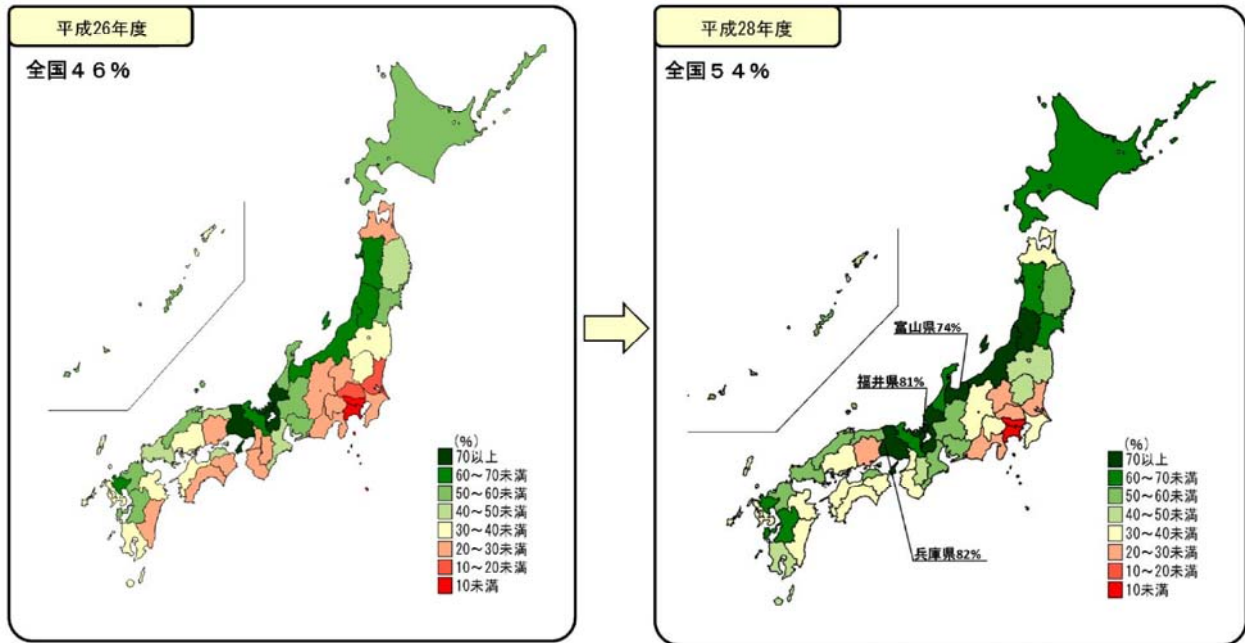 平成26年度
全国４６%
(%)
70以上
60～70未満
50～60未満
40～50未満
30～40未満
20～30未満
10～20未満
10未満
平成28年度
全国５４%
富山県74%
福井県81%
兵庫県82%
(%)
70以上
60～70未満
50～60未満
40～50未満
30～40未満
20～30未満
10～20未満
10未満